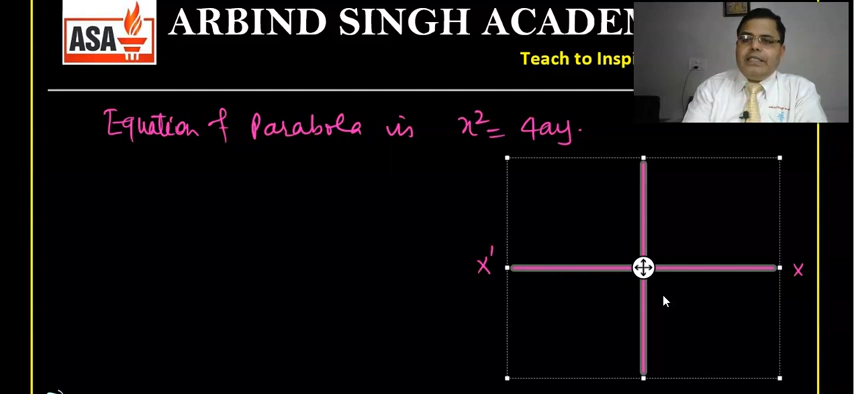 ASA
ARBIND SINGH ACADEM
Teach to Inspi
Equation of Parabola is x² = 4ay.
X' X